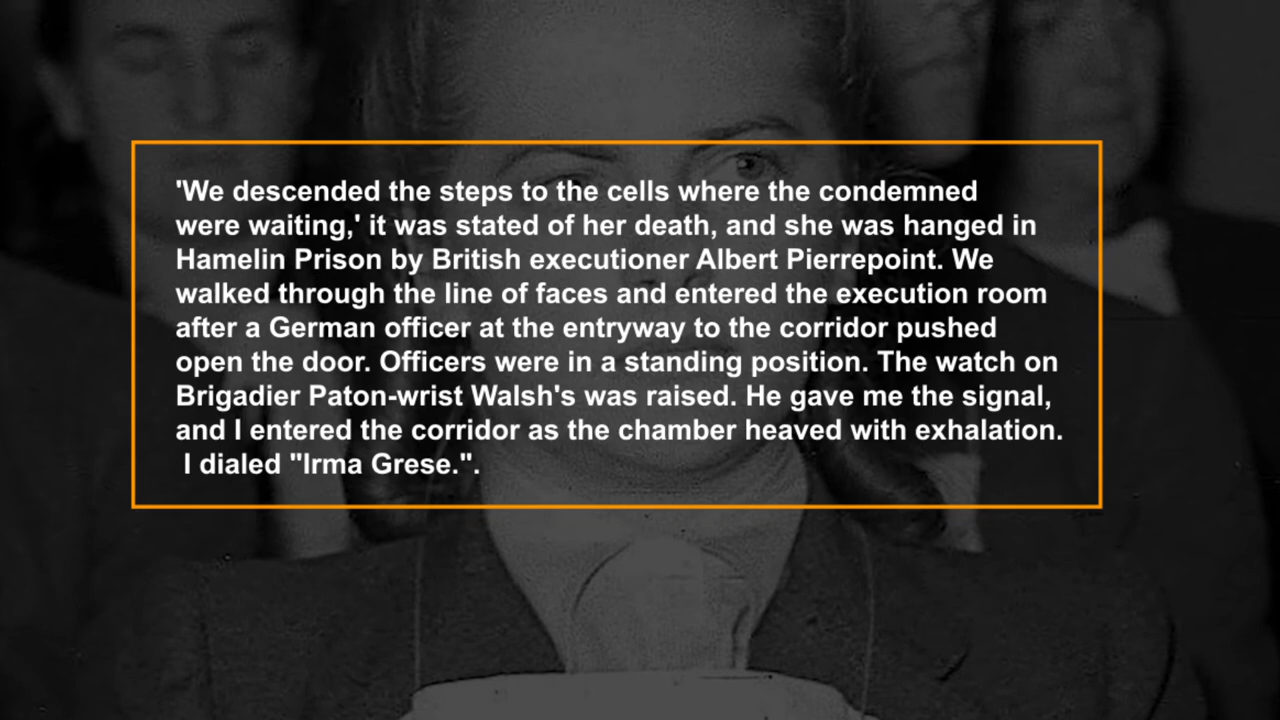 'We descended the steps to the cells where the condemned
were waiting,' it was stated of her death, and she was hanged in
Hamelin Prison by British executioner Albert Pierrepoint. We
walked through the line of faces and entered the execution room
after a German officer at the entryway to the corridor pushed
open the door. Officers were in a standing position. The watch on
Brigadier Paton-wrist Walsh's was raised. He gave me the signal,
and I entered the corridor as the chamber heaved with exhalation.
I dialed "Irma Grese.".